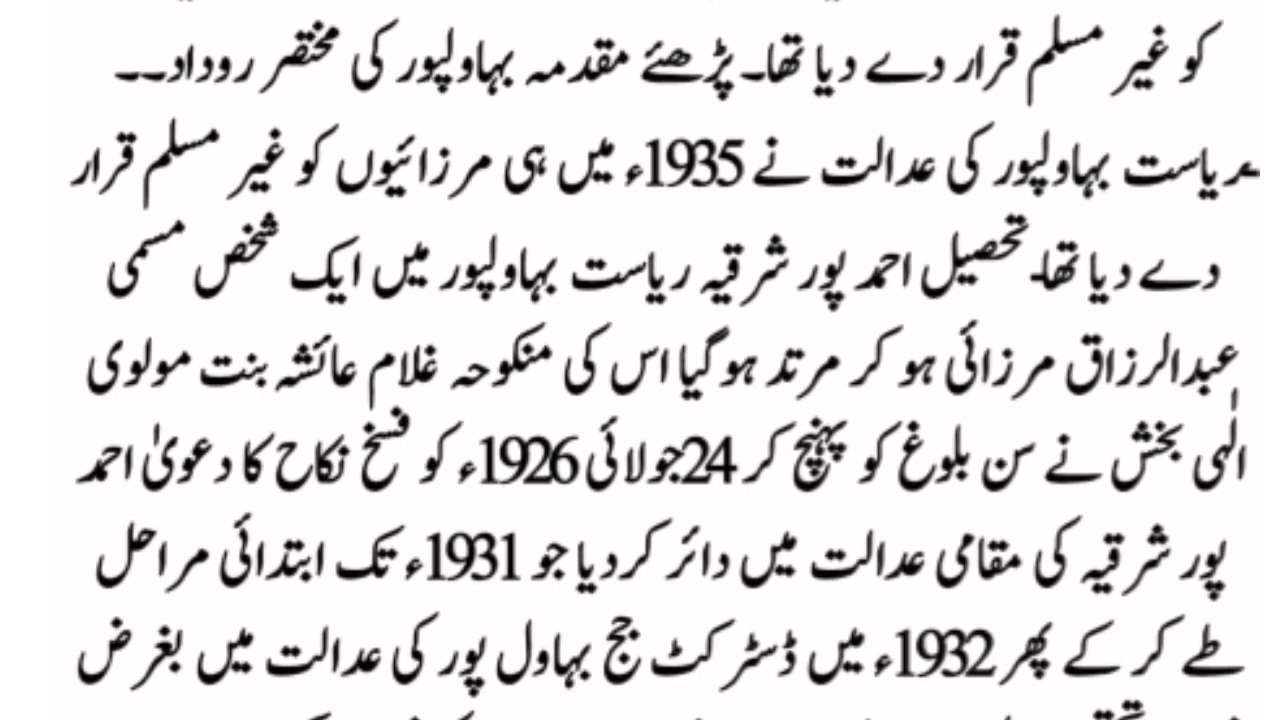 کو غیر مسلم قرار دے دیا تھا۔ پڑھئے مقدمہ بہاولپور کی مختصر روداد۔۔
ریاست بہاولپور کی عدالت نے 1935ء میں ہی مرزائیوں کو غیر مسلم قرار
دے دیا تھا۔ تحصیل احمد پور شرقیہ ریاست بہاولپور میں ایک شخص مسمی
عبدالرزاق مرزائی ہو کر مرتد ہوگیا اس کی منکوحہ غلام عائشہ بنت مولوی
الٰہی بخش نے سن بلوغ کو پہنچ کر 24جولائی 1926ء کو فسخ نکاح کا دعویٰ احمد
پور شرقیہ کی مقامی عدالت میں دائر کردیا جو 1931ء تک ابتدائی مراحل
طے کر کے پھر 1932ء میں ڈسٹرکٹ جج بہاول پور کی عدالت میں بغرض